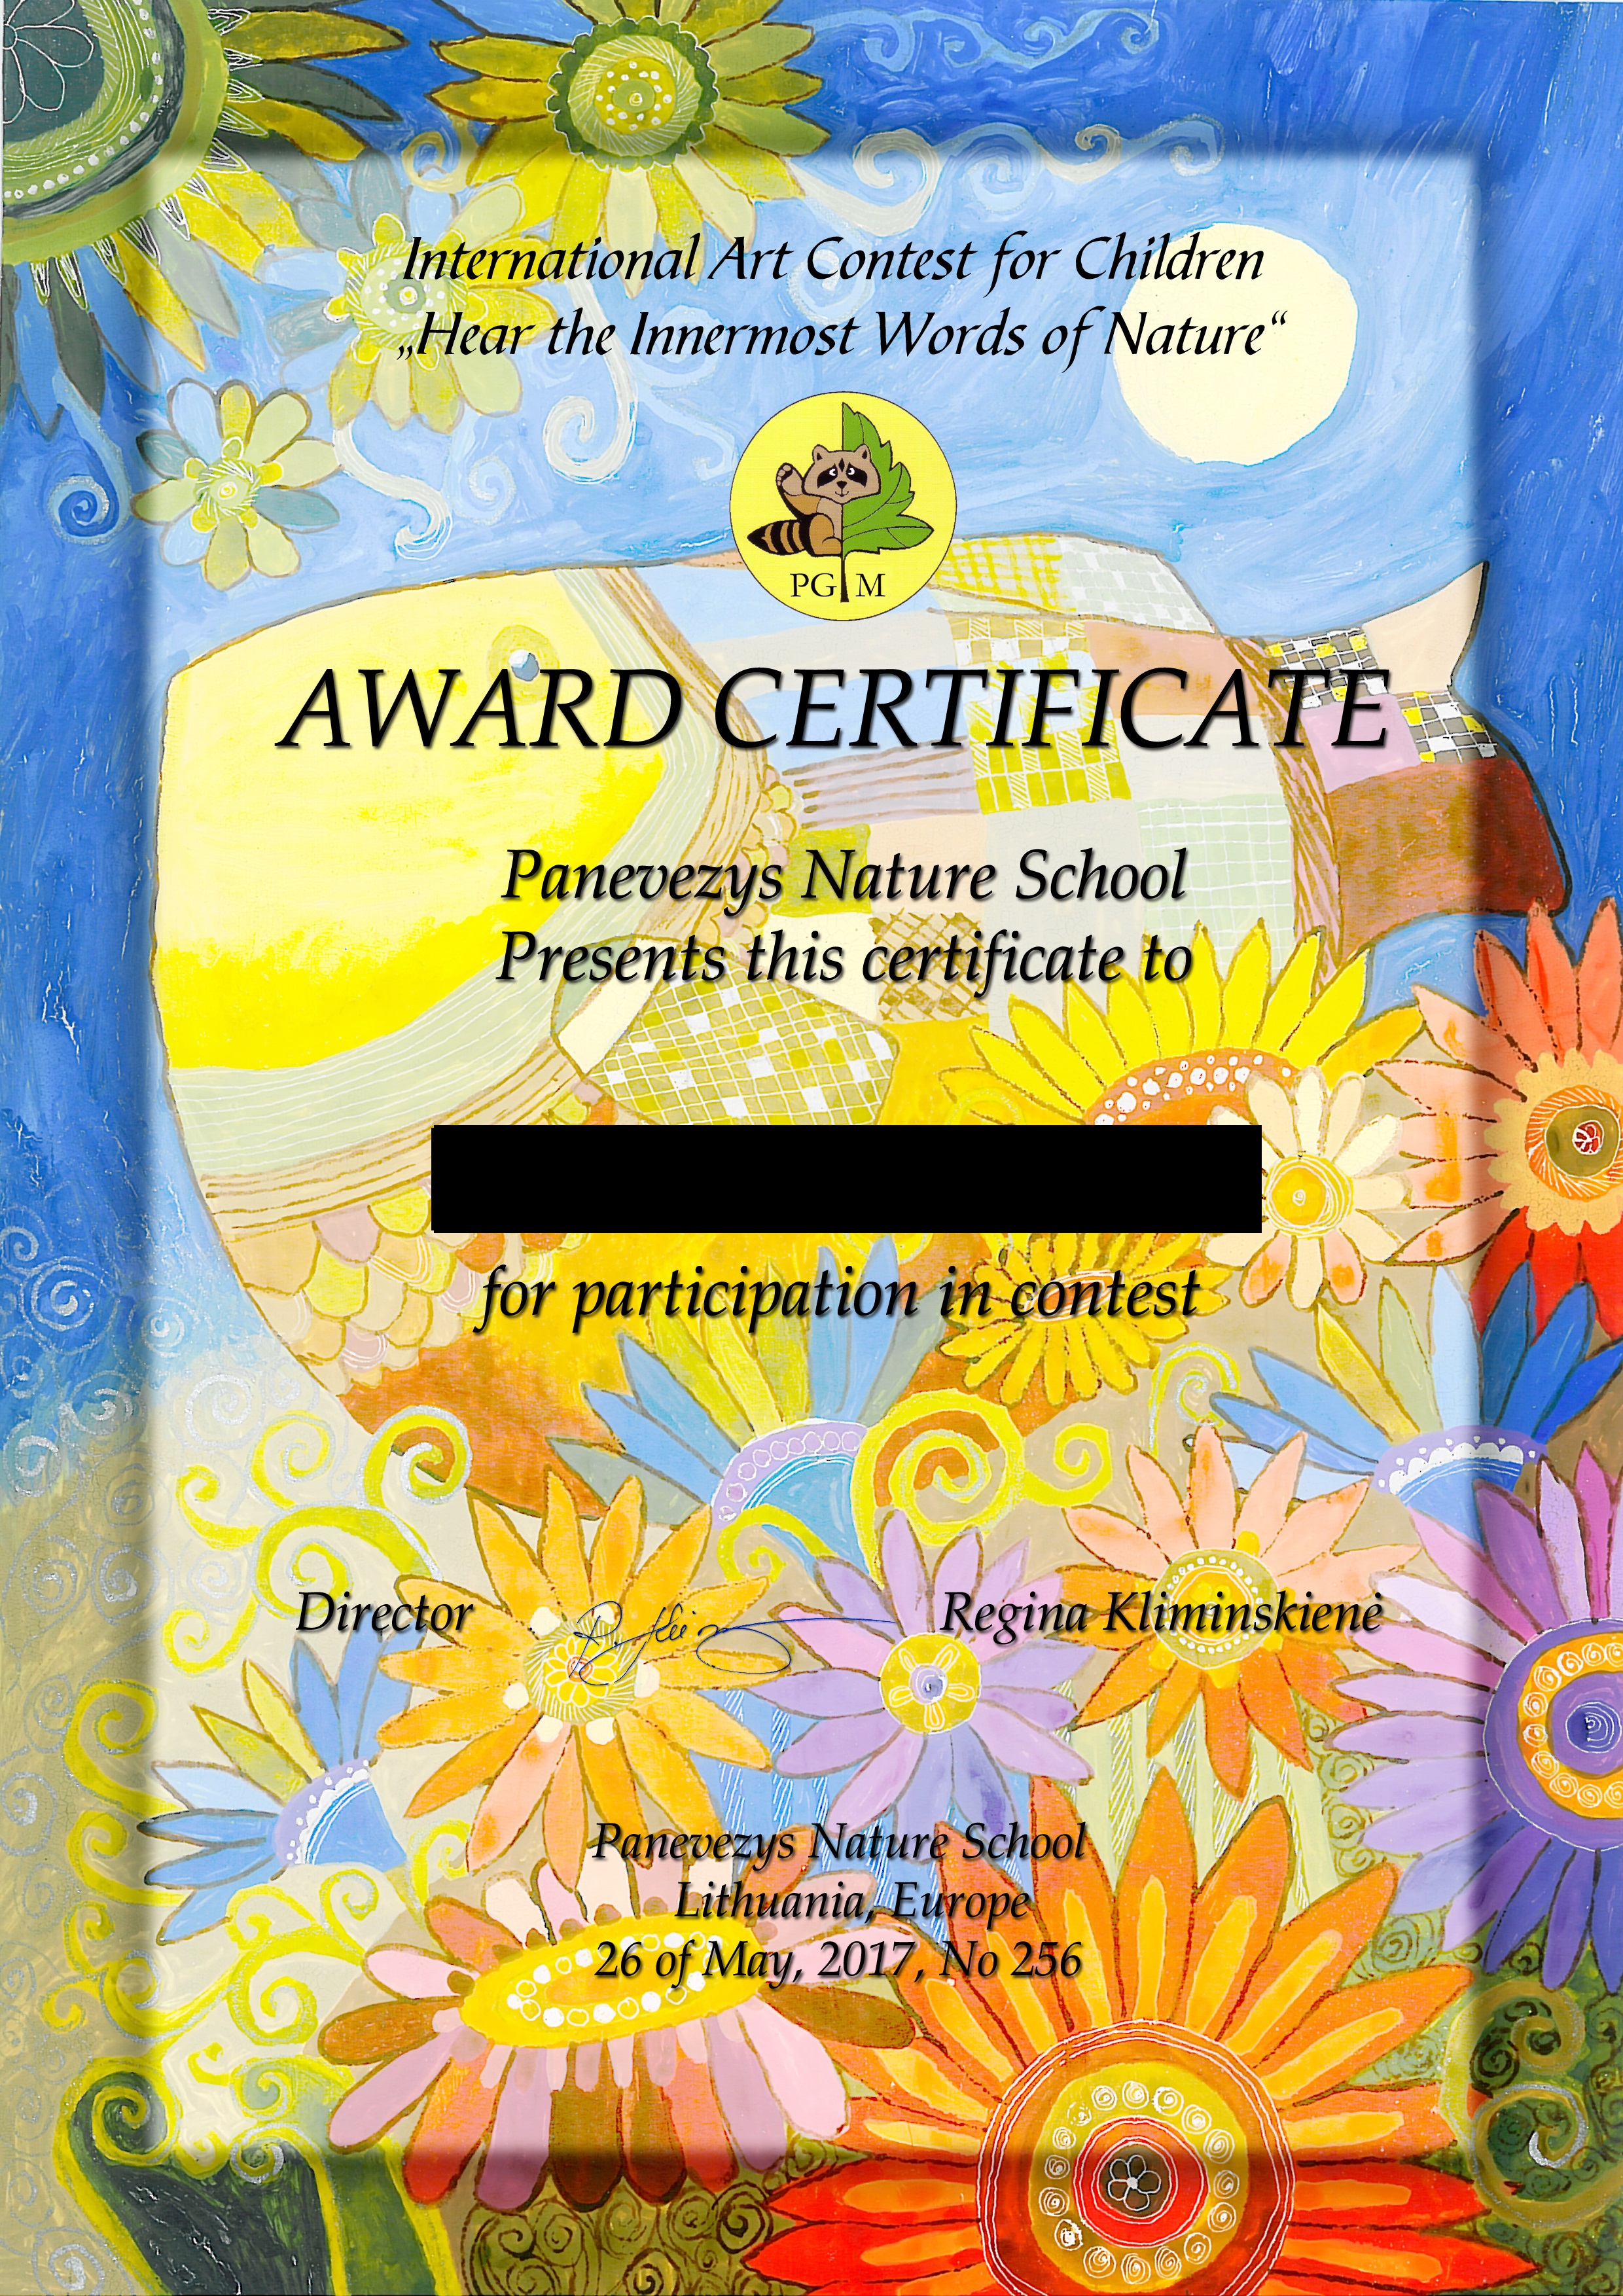 International Art Contest for Children
„Hear the Innermost Words of Nature“
PG M
AWARD CERTIFICATE
Panevezys Nature School
Presents this certificate to
for participation in contest
Director Regina Kliminskienė
Panevezys Nature School
Lithuania, Europe
26 of May, 2017, No 256